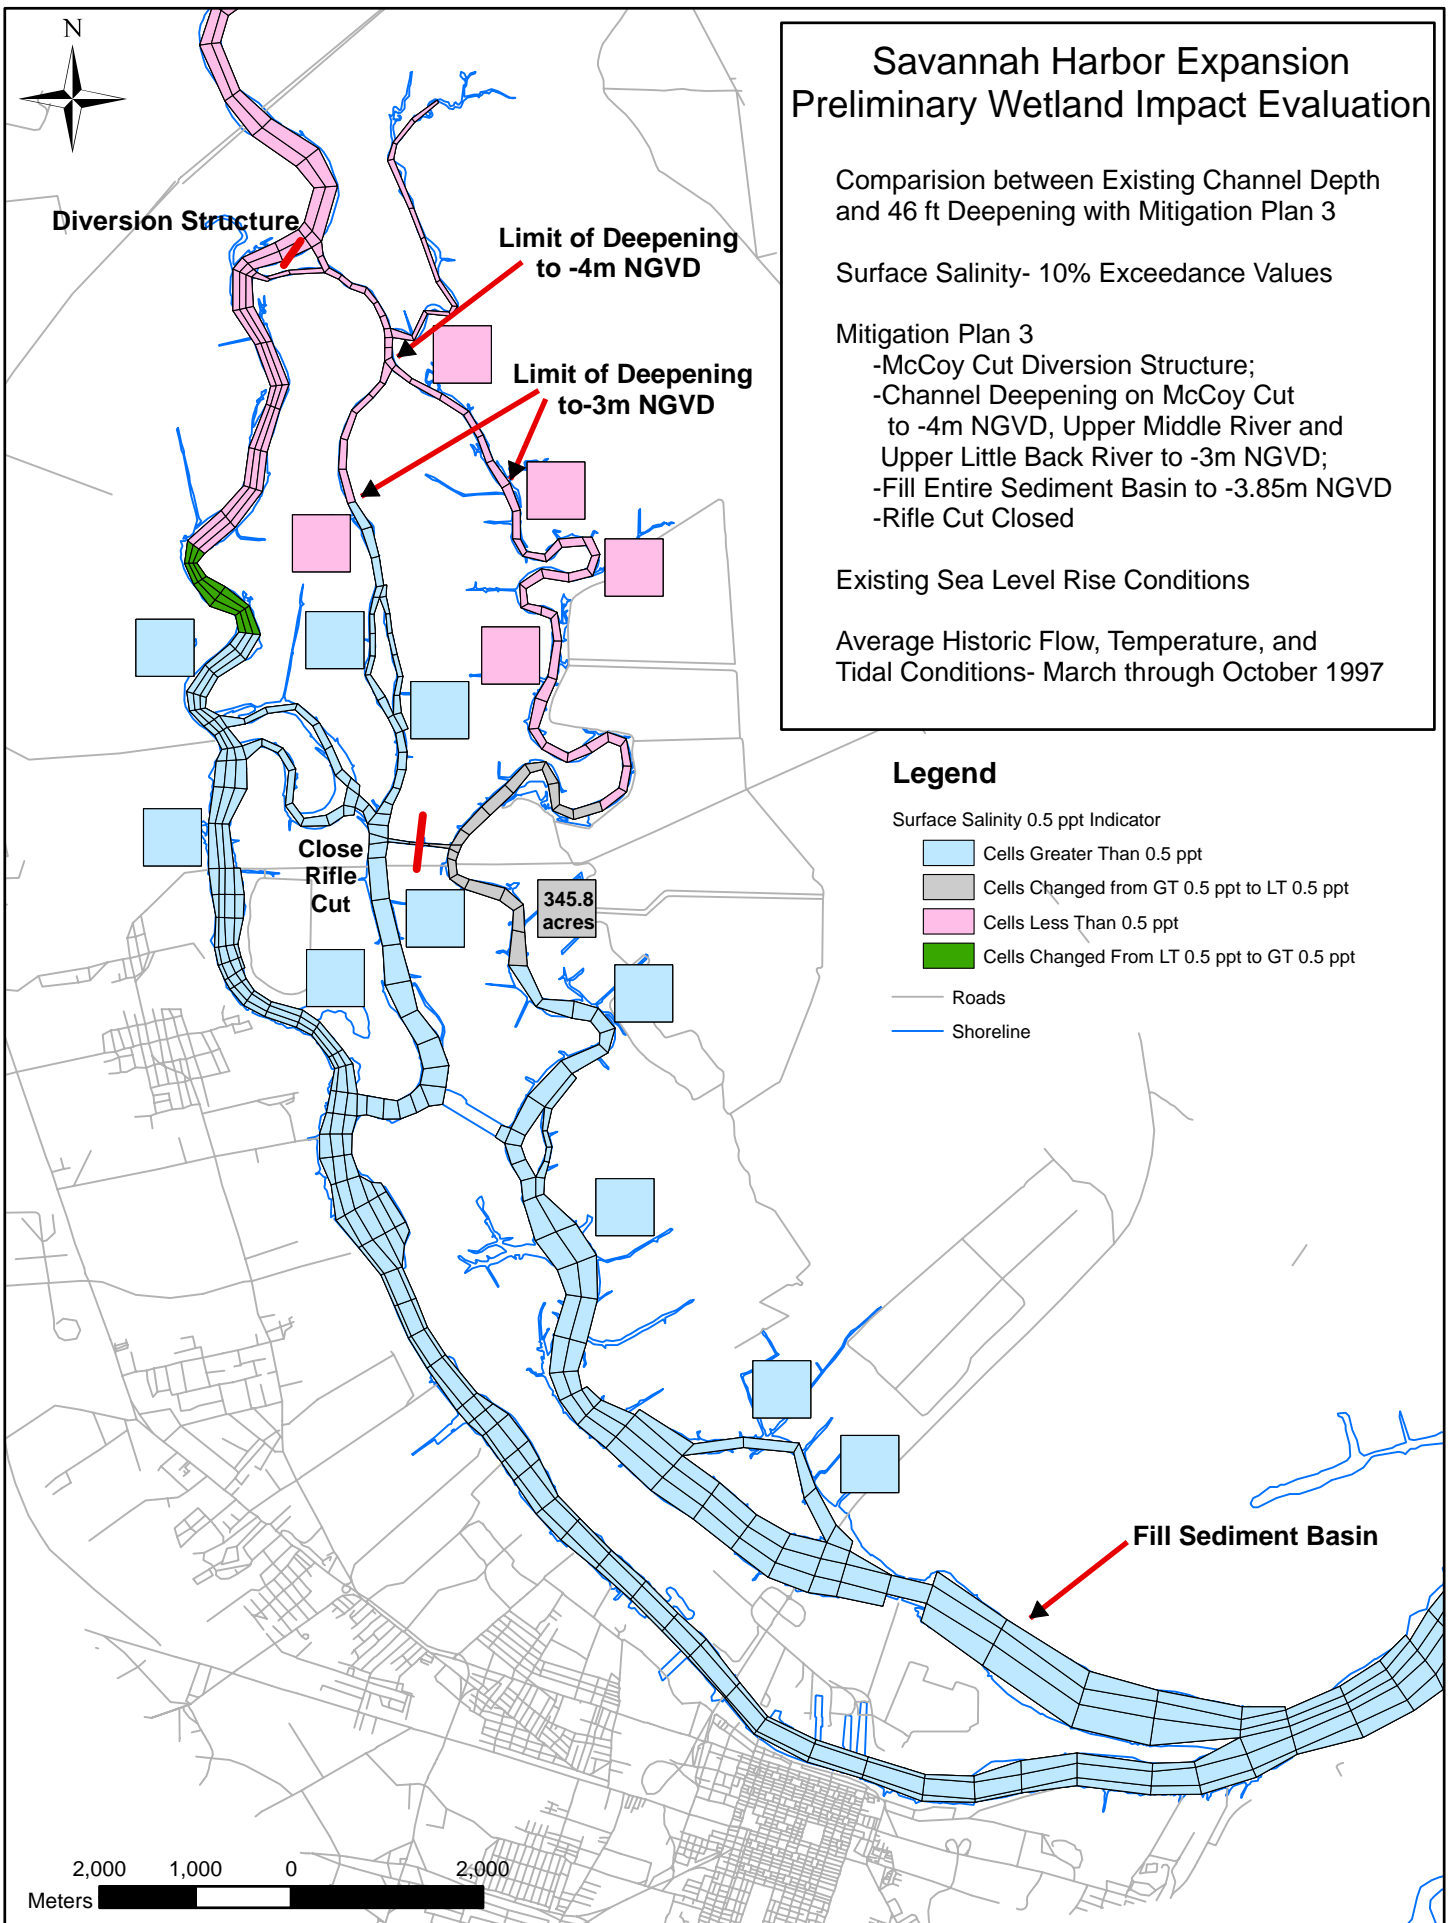 N
Savannah Harbor Expansion
Preliminary Wetland Impact Evaluation
Comparision between Existing Channel Depth
and 46 ft Deepening with Mitigation Plan 3
Surface Salinity- 10% Exceedance Values
Mitigation Plan 3
-McCoy Cut Diversion Structure;
-Channel Deepening on McCoy Cut
to -4m NGVD, Upper Middle River and
Upper Little Back River to -3m NGVD;
-Fill Entire Sediment Basin to -3.85m NGVD
-Rifle Cut Closed
Existing Sea Level Rise Conditions
Average Historic Flow, Temperature, and
Tidal Conditions- March through October 1997
Diversion Structure
Limit of Deepening
to -4m NGVD
Limit of Deepening
to-3m NGVD
Legend
Surface Salinity 0.5 ppt Indicator
Cells Greater Than 0.5 ppt
Cells Changed from GT 0.5 ppt to LT 0.5 ppt
Cells Less Than 0.5 ppt
Cells Changed From LT 0.5 ppt to GT 0.5 ppt
Roads
Shoreline
Close
Rifle
Cut
345.8
acres
Fill Sediment Basin
2,000 1,000 0 2,000
Meters